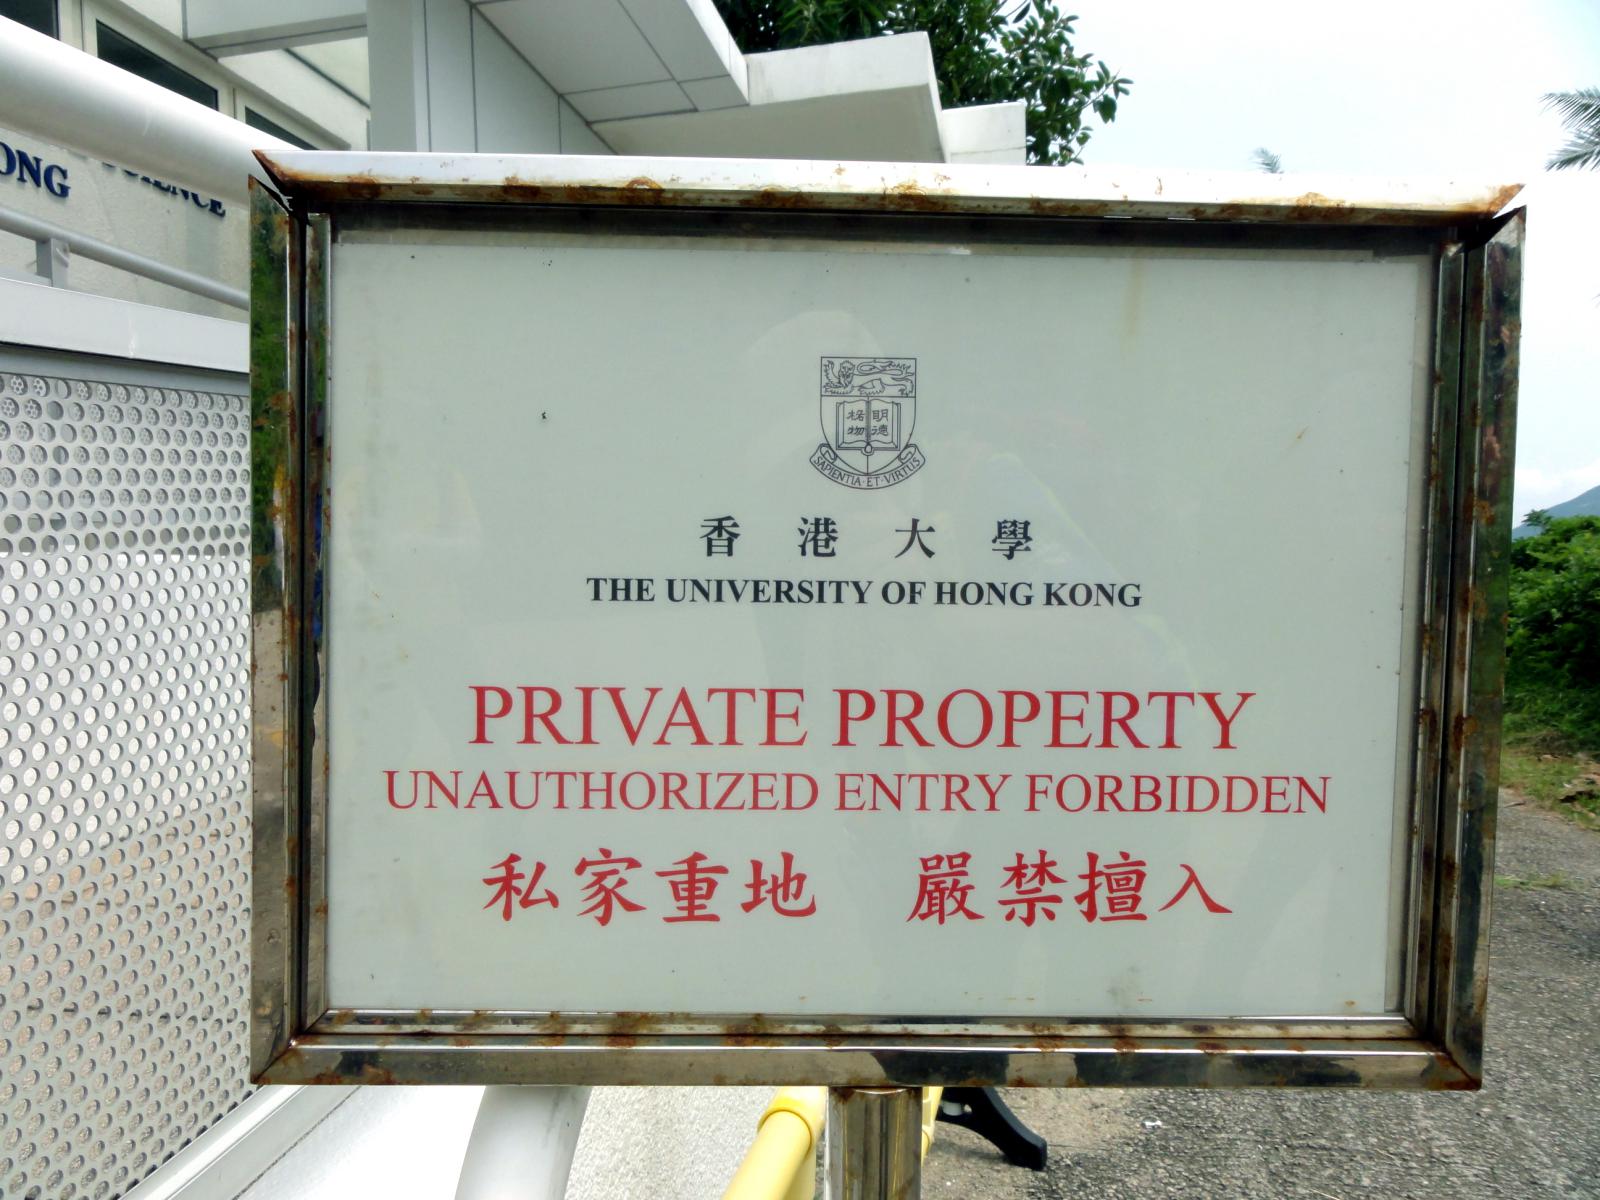 ONG
明德
格物
SAPIENTIA·ET·VIRTUS
香港大學
THE UNIVERSITY OF HONG KONG
PRIVATE PROPERTY
UNAUTHORIZED ENTRY FORBIDDEN
私家重地 嚴禁擅入